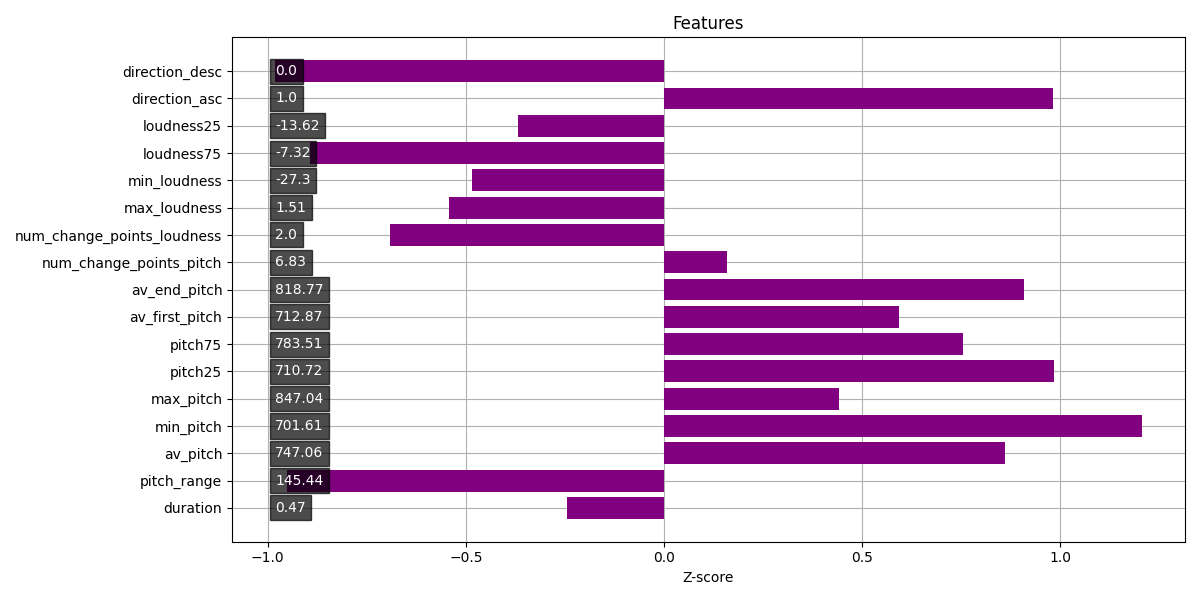 Features
direction_desc 0.0
direction_asc 1.0
loudness25 -13.62
loudness75 -7.32
min_loudness -27.3
max_loudness 1.51
num_change_points_loudness 2.0
num_change_points_pitch 6.83
av_end_pitch 818.77
av_first_pitch 712.87
pitch75 783.51
pitch25 710.72
max_pitch 847.04
min_pitch 701.61
av_pitch 747.06
pitch_range 145.44
duration 0.47
−1.0 −0.5 0.0 0.5 1.0
Z-score